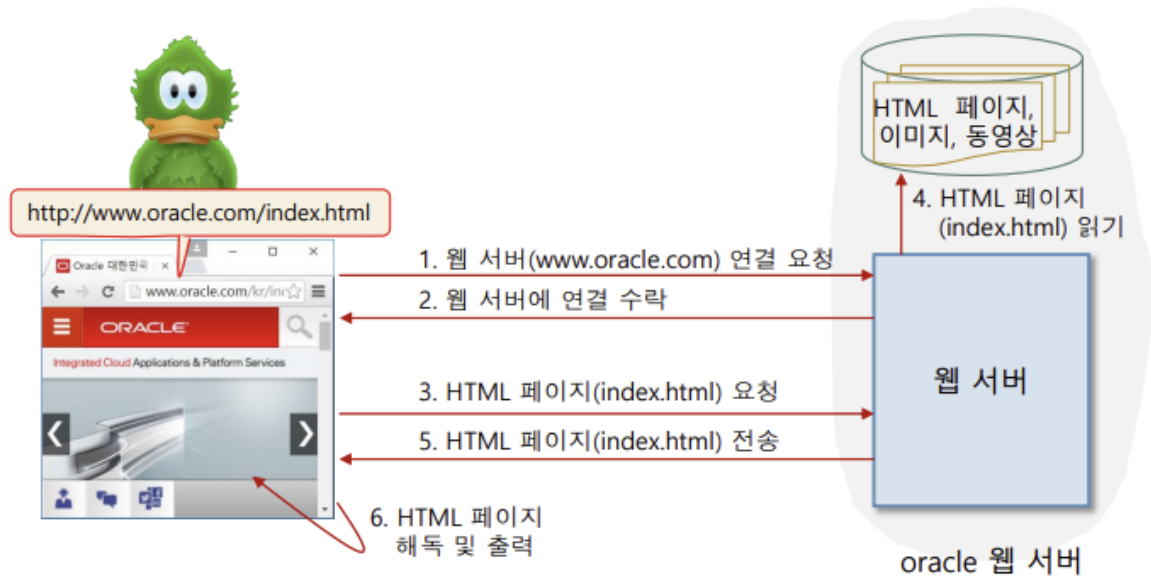 HTML 페이지,
이미지, 동영상
http://www.oracle.com/index.html
4. HTML 페이지
(index.html) 읽기
1. 웹 서버(www.oracle.com) 연결 요청
Oracle 대한민국
www.oracle.com/kr/in
2. 웹 서버에 연결 수락
ORACLE
Integrated Cloud Applications & Platform Services
웹 서버
3. HTML 페이지(index.html) 요청
5. HTML 페이지(index.html) 전송
6. HTML 페이지
해독 및 출력
oracle 웹 서버